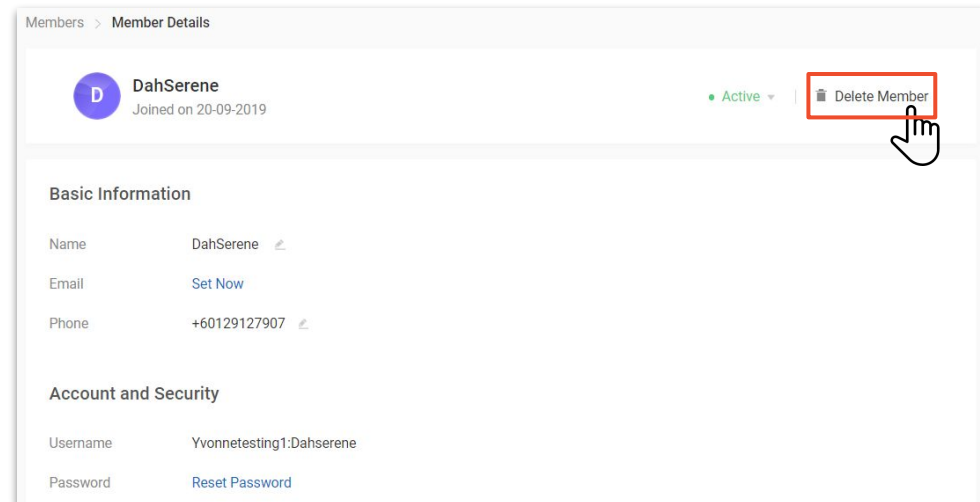 Members > Member Details
D
DahSerene
Joined on 20-09-2019
Active
Delete Member
Basic Information
Name DahSerene
Email Set Now
Phone +60129127907
Account and Security
Username Yvonnetesting1:Dahserene
Password Reset Password